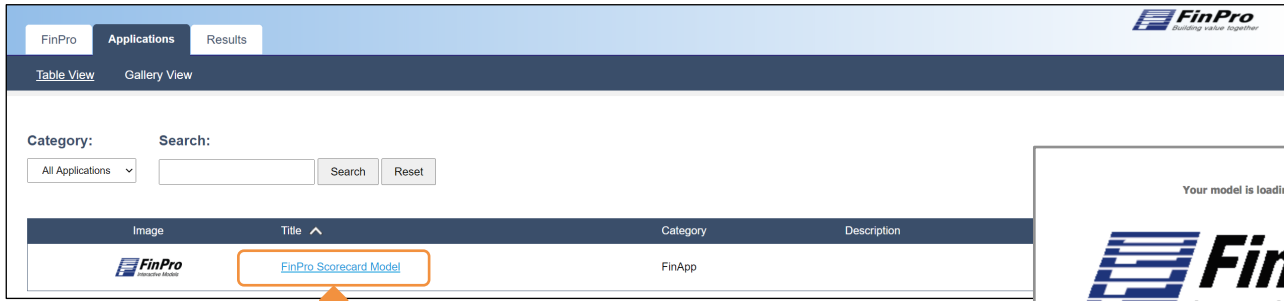 FinPro
Building value together
FinPro Applications Results
Table View Gallery View
Category: Search:
All Applications Search Reset
Your model is loadin
Image Title Category Description
FinPro
Interactive Models
FinPro Scorecard Model FinApp
Fin